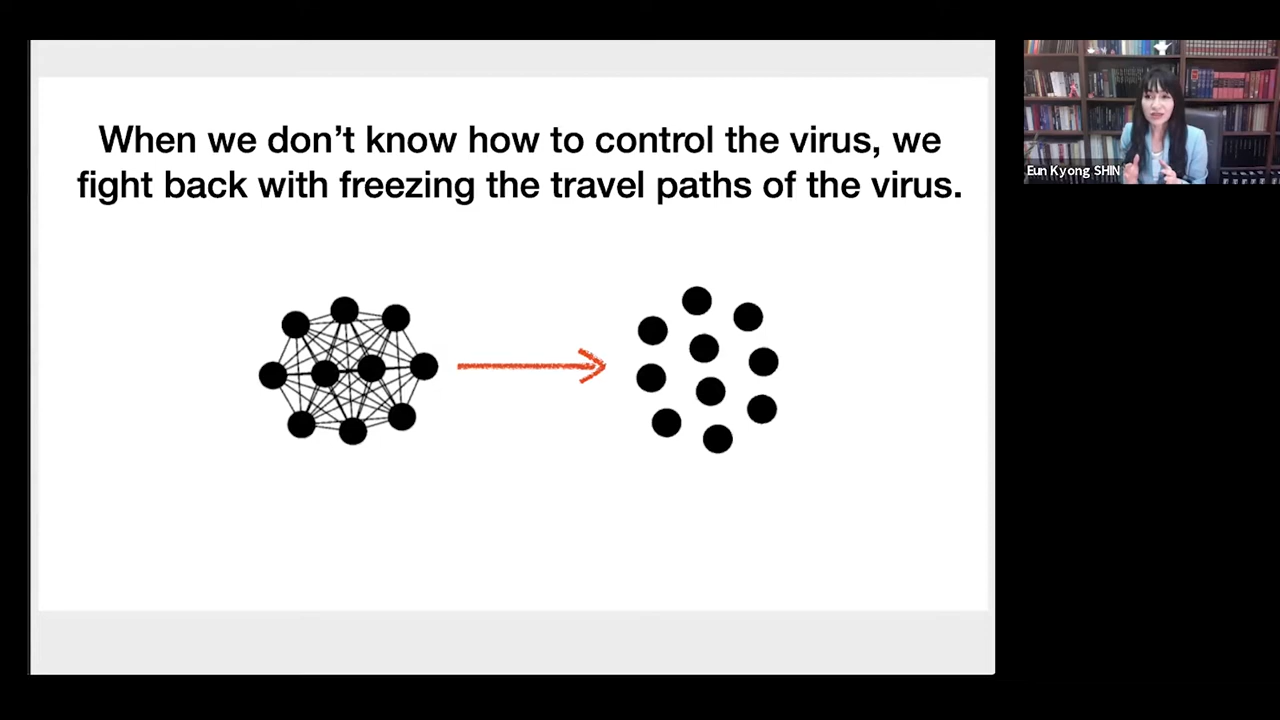 When we don’t know how to control the virus, we
fight back with freezing the travel paths of the virus.
Eun Kyong SHIN